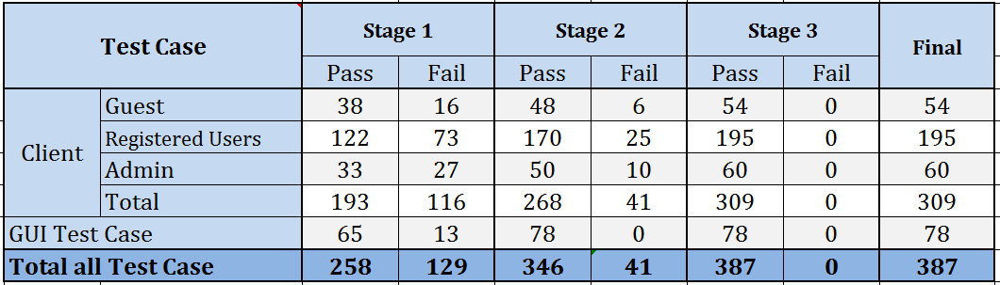 Test Case Stage 1 Stage 2 Stage 3 Final
Pass Fail Pass Fail Pass Fail
Client
Guest 38 16 48 6 54 0 54
Registered Users 122 73 170 25 195 0 195
Admin 33 27 50 10 60 0 60
Total 193 116 268 41 309 0 309
GUI Test Case 65 13 78 0 78 0 78
Total all Test Case 258 129 346 41 387 0 387